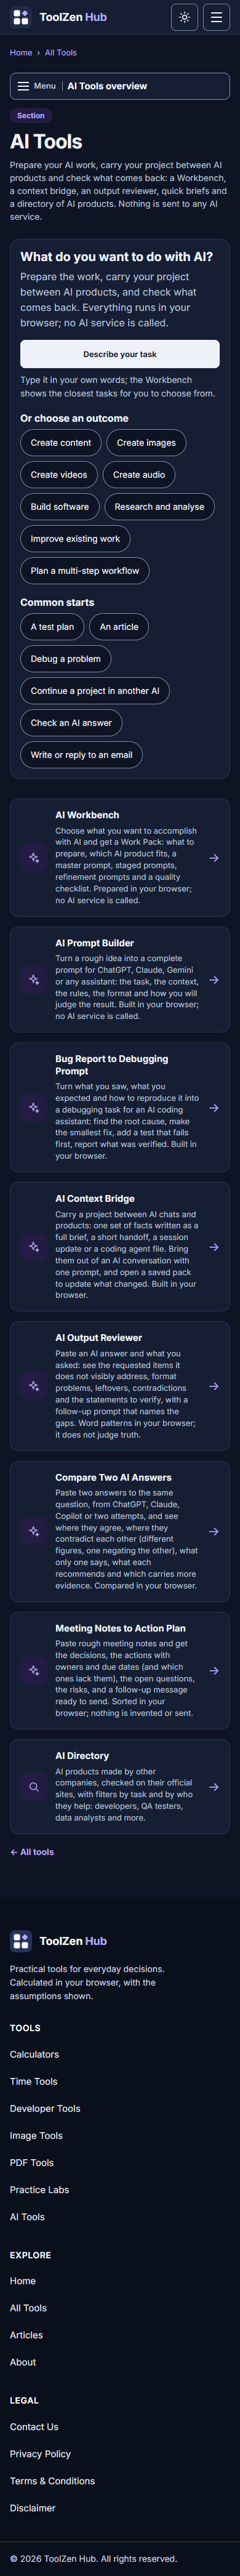 ToolZen Hub
Home › All Tools
Menu | AI Tools overview
Section
AI Tools
Prepare your AI work, carry your project between AI
products and check what comes back: a Workbench,
a context bridge, an output reviewer, quick briefs and
a directory of AI products. Nothing is sent to any AI
service.
What do you want to do with AI?
Prepare the work, carry your project
between AI products, and check what
comes back. Everything runs in your
browser; no AI service is called.
Describe your task
Type it in your own words; the Workbench
shows the closest tasks for you to choose from.
Or choose an outcome
Create content
Create images
Create videos
Create audio
Build software
Research and analyse
Improve existing work
Plan a multi-step workflow
Common starts
A test plan
An article
Debug a problem
Continue a project in another AI
Check an AI answer
Write or reply to an email
AI Workbench
Choose what you want to accomplish
with AI and get a Work Pack: what to
prepare, which AI product fits, a
master prompt, staged prompts,
refinement prompts and a quality
checklist. Prepared in your browser;
no AI service is called.
AI Prompt Builder
Turn a rough idea into a complete
prompt for ChatGPT, Claude, Gemini
or any assistant: the task, the context,
the rules, the format and how you will
judge the result. Built in your browser;
no AI service is called.
Bug Report to Debugging
Prompt
Turn what you saw, what you
expected and how to reproduce it into
a debugging task for an AI coding
assistant: find the root cause, make
the smallest fix, add a test that fails
first, report what was verified. Built in
your browser.
AI Context Bridge
Carry a project between AI chats and
products: one set of facts written as a
full brief, a short handoff, a session
update or a coding agent file. Bring
them out of an AI conversation with
one prompt, and open a saved pack
to update what changed. Built in your
browser.
AI Output Reviewer
Paste an AI answer and what you
asked: see the requested items it
does not visibly address, format
problems, leftovers, contradictions
and the statements to verify, with a
follow-up prompt that names the
gaps. Word patterns in your browser;
it does not judge truth.
Compare Two AI Answers
Paste two answers to the same
question, from ChatGPT, Claude,
Copilot or two attempts, and see
where they agree, where they
contradict each other (different
figures, one negating the other), what
only one says, what each
recommends and which carries more
evidence. Compared in your browser.
Meeting Notes to Action Plan
Paste rough meeting notes and get
the decisions, the actions with
owners and due dates (and which
ones lack them), the open questions,
the risks, and a follow-up message
ready to send. Sorted in your
browser; nothing is invented or sent.
AI Directory
AI products made by other
companies, checked on their official
sites, with filters by task and by who
they help: developers, QA testers,
data analysts and more.
← All tools
ToolZen Hub
Practical tools for everyday decisions.
Calculated in your browser, with the
assumptions shown.
TOOLS
Calculators
Time Tools
Developer Tools
Image Tools
PDF Tools
Practice Labs
AI Tools
EXPLORE
Home
All Tools
Articles
About
LEGAL
Contact Us
Privacy Policy
Terms & Conditions
Disclaimer
© 2026 ToolZen Hub. All rights reserved.